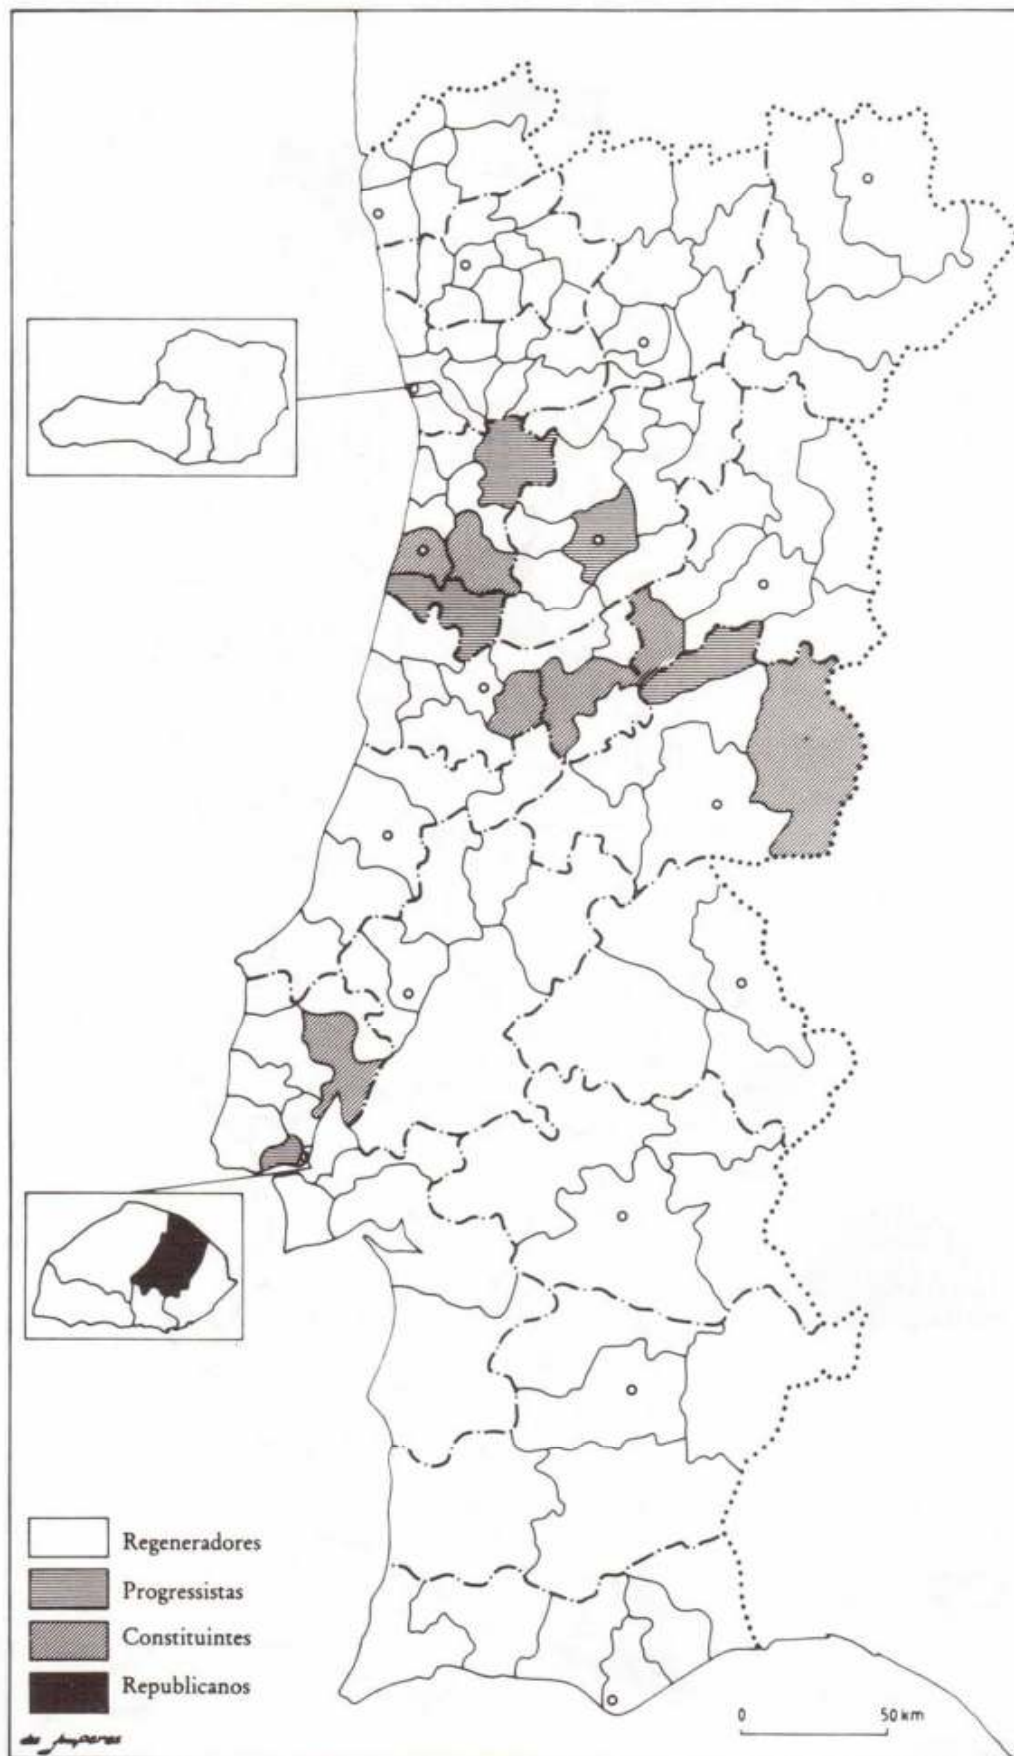 Regeneradores
Progressistas
Constituintes
Republicanos
0 50 km